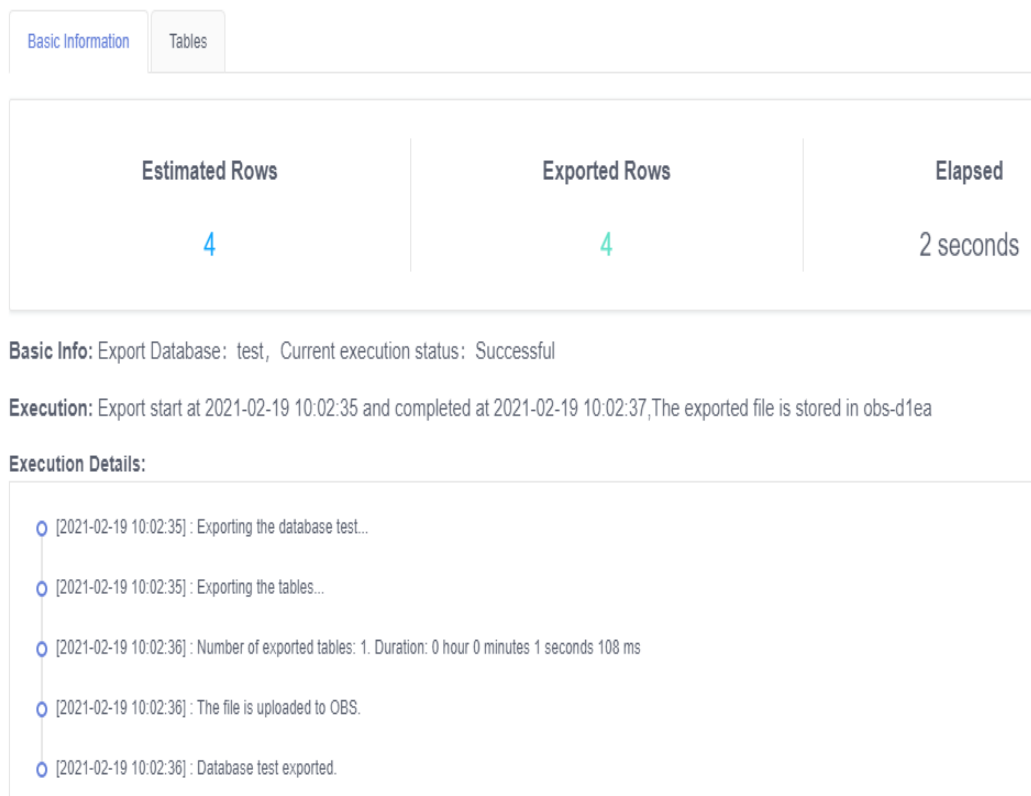 Basic Information Tables
Estimated Rows Exported Rows Elapsed
4 4 2 seconds
Basic Info: Export Database：test，Current execution status：Successful
Execution: Export start at 2021-02-19 10:02:35 and completed at 2021-02-19 10:02:37,The exported file is stored in obs-d1ea
Execution Details:
[2021-02-19 10:02:35] : Exporting the database test...
[2021-02-19 10:02:35] : Exporting the tables...
[2021-02-19 10:02:36] : Number of exported tables: 1. Duration: 0 hour 0 minutes 1 seconds 108 ms
[2021-02-19 10:02:36] : The file is uploaded to OBS.
[2021-02-19 10:02:36] : Database test exported.